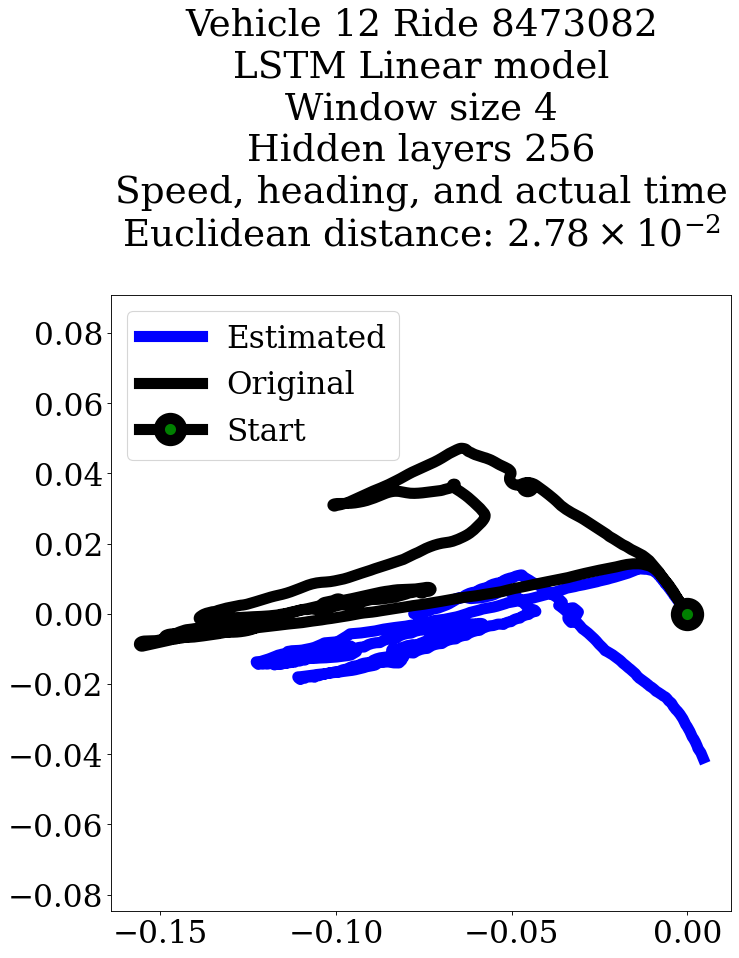 Vehicle 12 Ride 8473082
LSTM Linear model
Window size 4
Hidden layers 256
Speed, heading, and actual time
Euclidean distance: 2.78 × 10⁻²
Estimated
Original
Start
0.08
0.06
0.04
0.02
0.00
−0.02
−0.04
−0.06
−0.08
−0.15 −0.10 −0.05 0.00